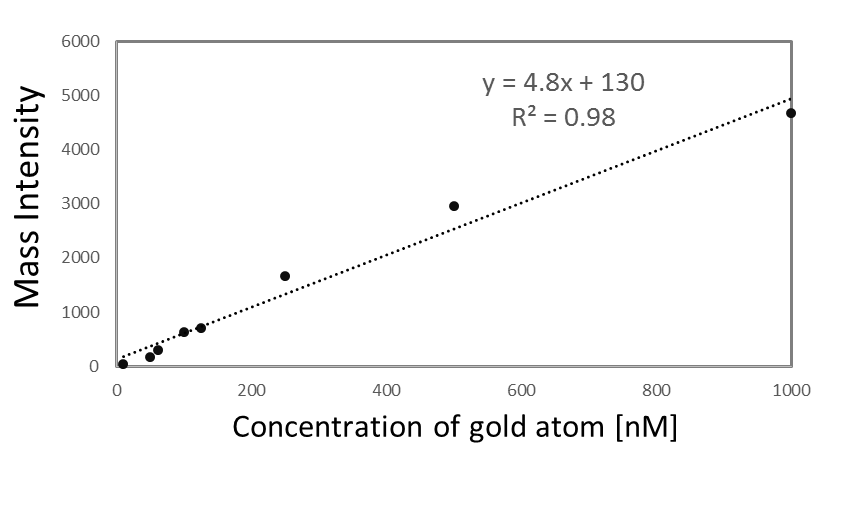 6000
5000
4000
3000
2000
1000
0
Mass Intensity
y = 4.8x + 130
R² = 0.98
0 200 400 600 800 1000
Concentration of gold atom [nM]